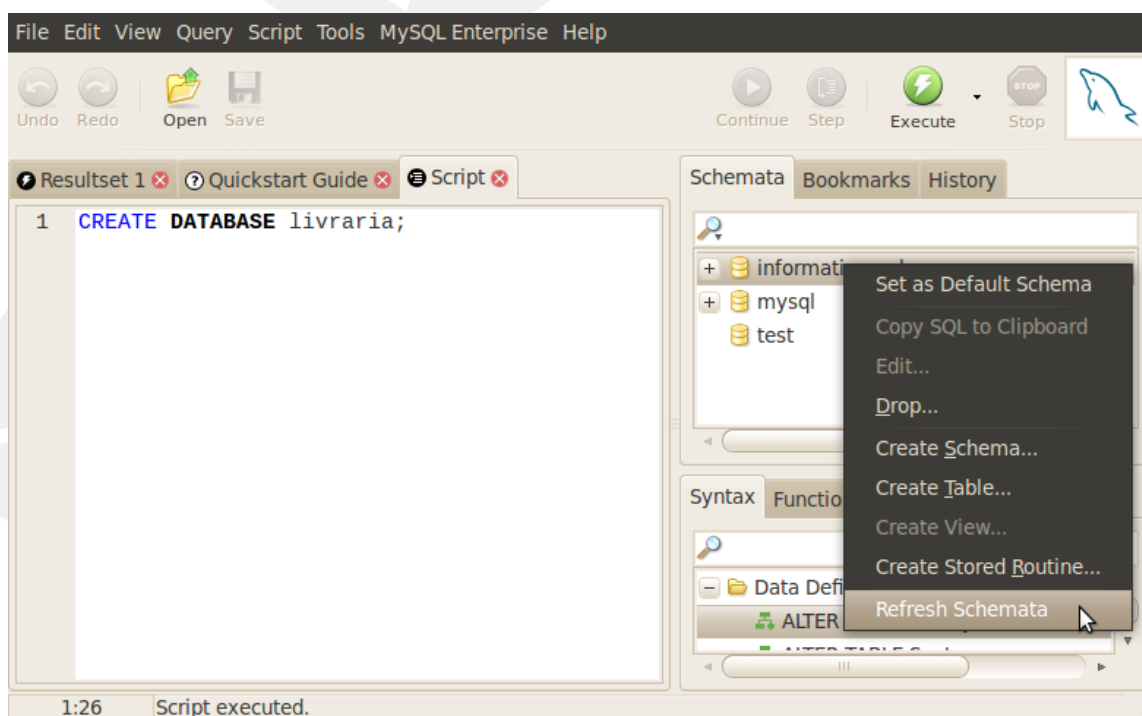 File Edit View Query Script Tools MySQL Enterprise Help
Undo Redo Open Save Continue Step Execute Stop
STOP
Resultset 1 Quickstart Guide Script
1 CREATE DATABASE livraria;
Schemata Bookmarks History
mysql
test
Set as Default Schema
Copy SQL to Clipboard
Edit...
Drop...
Create Schema...
Create Table...
Create View...
Create Stored Routine...
Refresh Schemata
Syntax Functio
Data Defi
ALTER
1:26 Script executed.